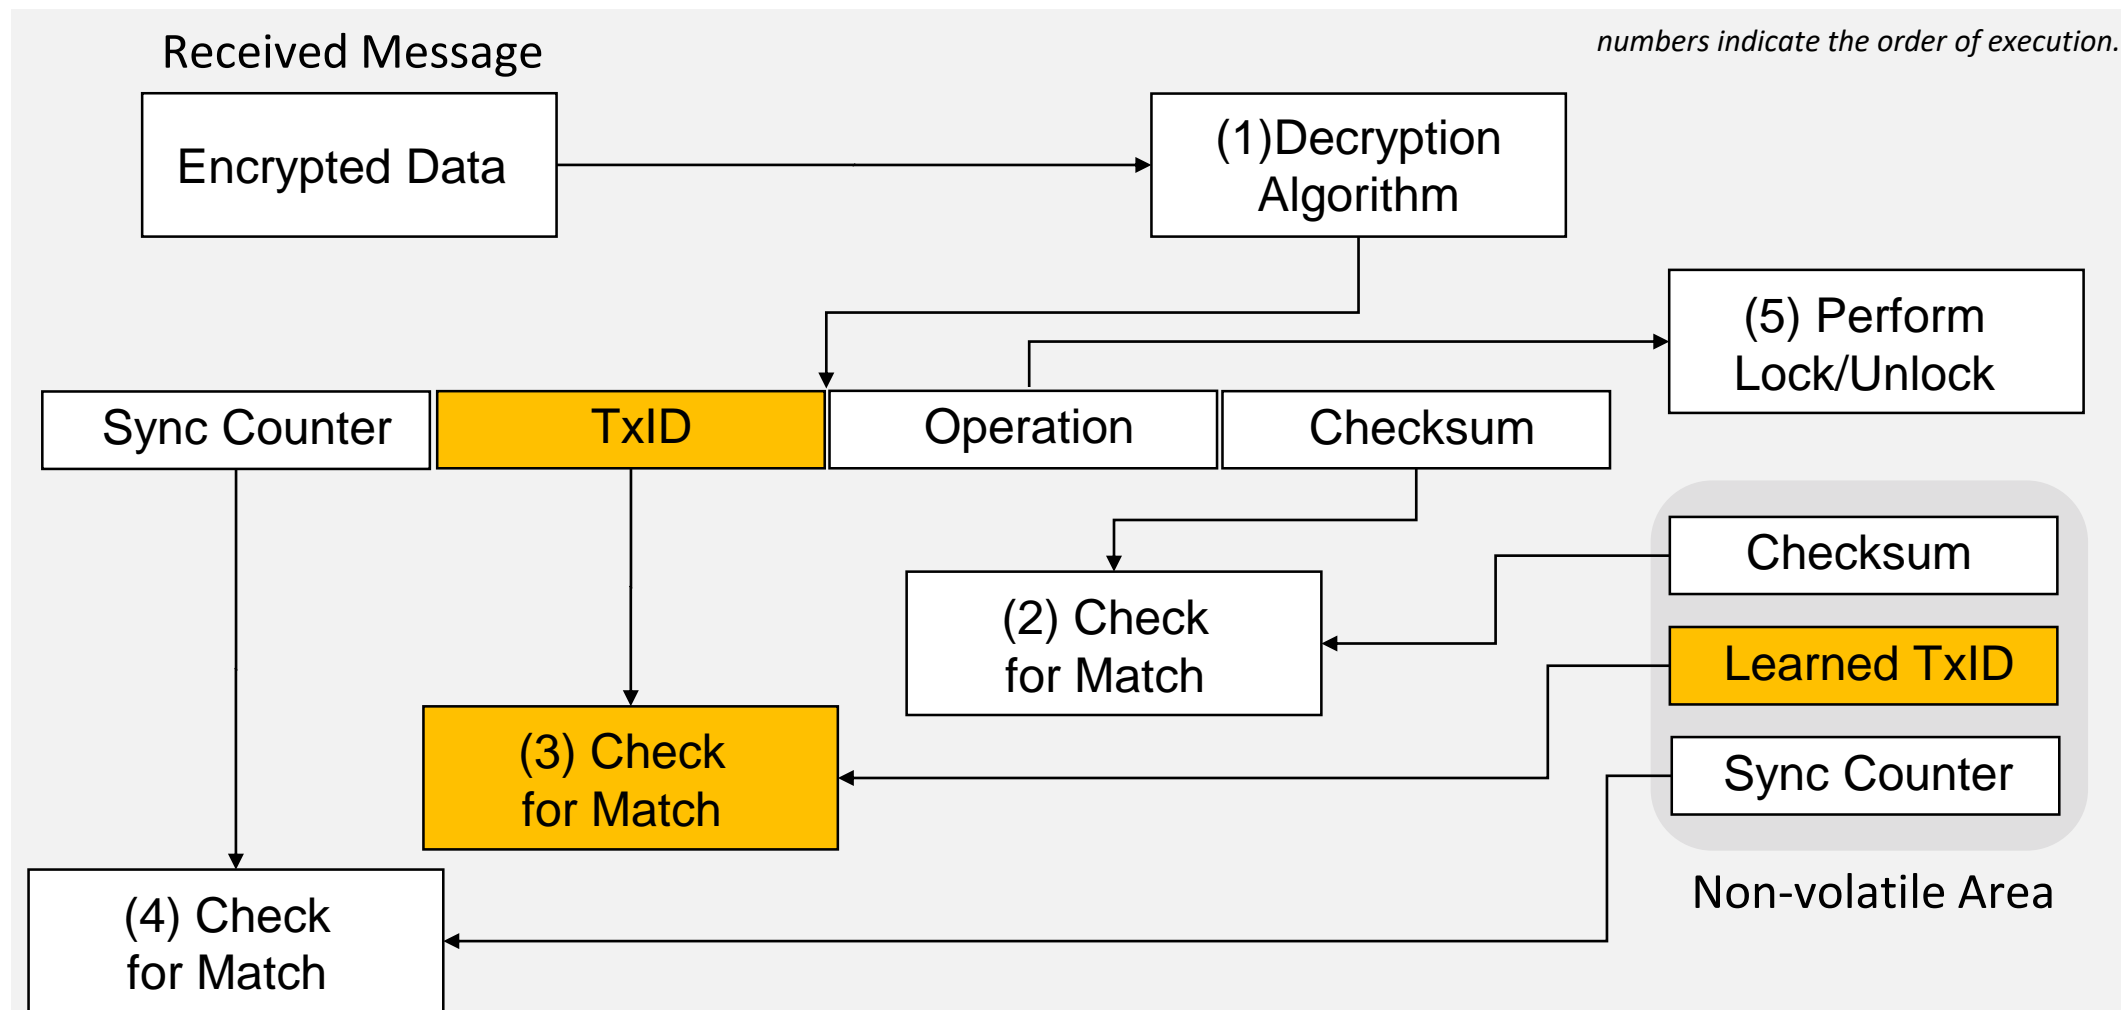 Received Message
numbers indicate the order of execution.
Encrypted Data
(1)Decryption
Algorithm
(5) Perform
Lock/Unlock
Sync Counter
TxID
Operation
Checksum
Checksum
(2) Check
for Match
Learned TxID
(3) Check
for Match
Sync Counter
Non-volatile Area
(4) Check
for Match